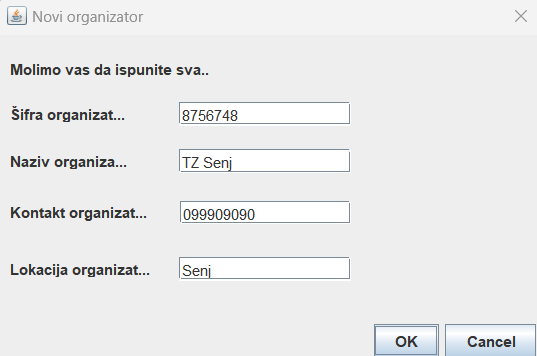 Novi organizator
Molimo vas da ispunite sva..
Šifra organizat... 8756748
Naziv organiza... TZ Senj
Kontakt organizat... 099909090
Lokacija organizat... Senj
OK Cancel